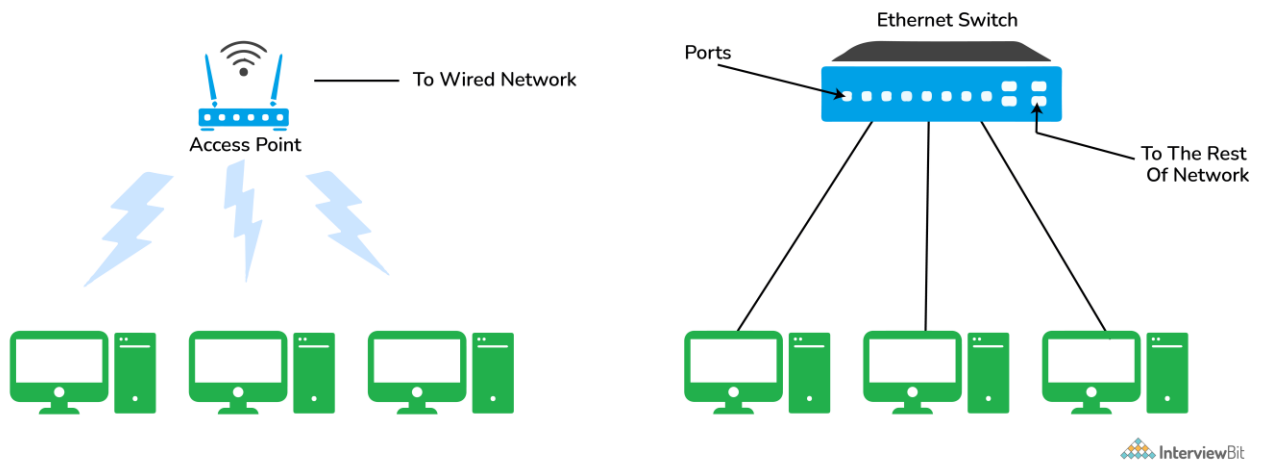 Ethernet Switch
Ports
To Wired Network
Access Point
To The Rest
Of Network
InterviewBit